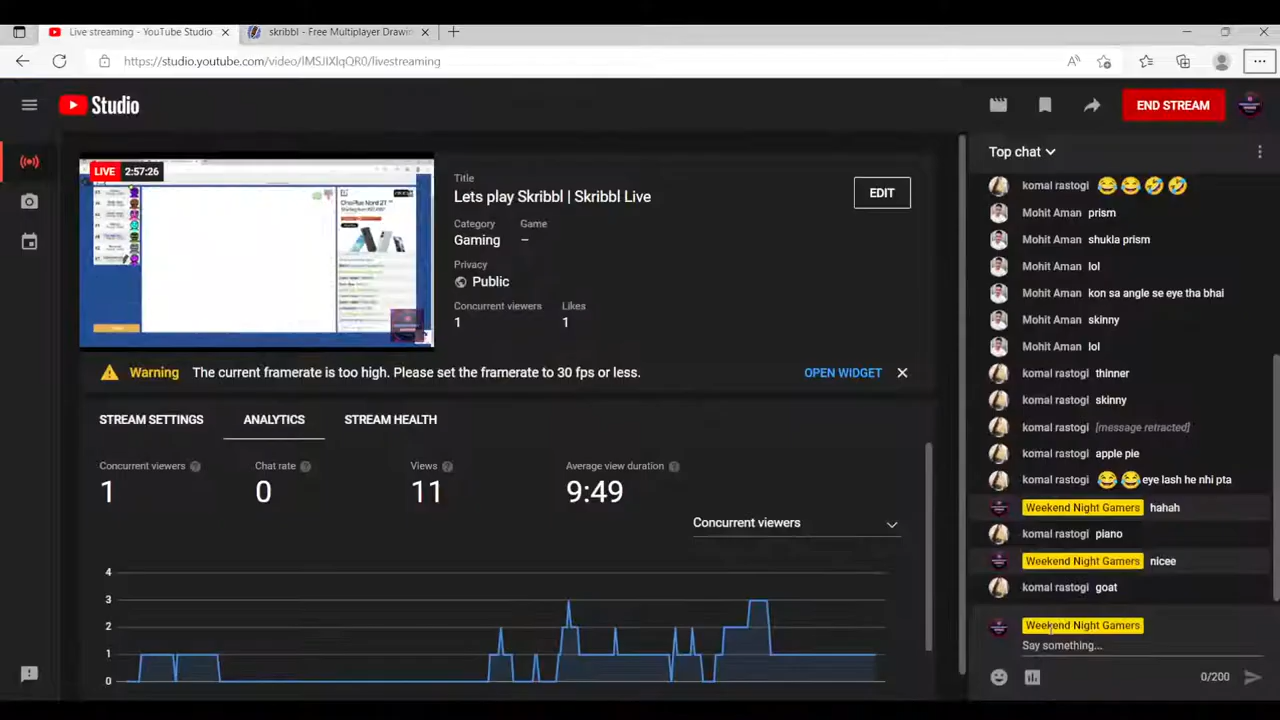 Live streaming - YouTube Studio
skribbl - Free Multiplayer Drawin
https://studio.youtube.com/video/lMSJIXlqQR0/livestreaming
Studio
END STREAM
LIVE 2:57:26
Title
Lets play Skribbl | Skribbl Live
EDIT
Category Game
Gaming –
Privacy
Public
Concurrent viewers Likes
1 1
Warning The current framerate is too high. Please set the framerate to 30 fps or less.
OPEN WIDGET
STREAM SETTINGS ANALYTICS STREAM HEALTH
Concurrent viewers Chat rate Views Average view duration
1 0 11 9:49
Concurrent viewers
4
3
2
1
0
Top chat
komal rastogi 😂😂🤣🤣
Mohit Aman prism
Mohit Aman shukla prism
Mohit Aman lol
Mohit Aman kon sa angle se eye tha bhai
Mohit Aman skinny
Mohit Aman lol
komal rastogi thinner
komal rastogi skinny
komal rastogi [message retracted]
komal rastogi apple pie
komal rastogi 😂😂eye lash he nhi pta
Weekend Night Gamers hahah
komal rastogi piano
Weekend Night Gamers nicee
komal rastogi goat
Weekend Night Gamers
Say something...
0/200